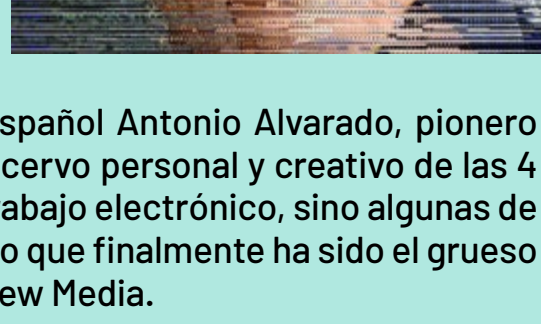 spañol Antonio Alvarado, pionero
cervo personal y creativo de las 4
rabajo electrónico, sino algunas de
o que finalmente ha sido el grueso
ew Media.